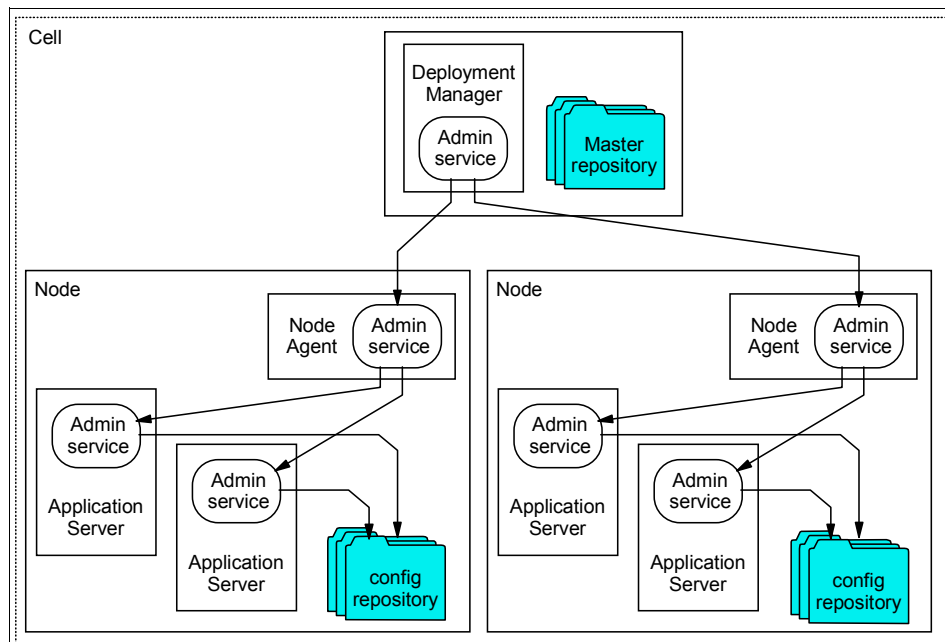 Cell
Deployment
Manager
Admin
service
Master
repository
Node
Node
Agent
Admin
service
Admin
service
Application
Server
Admin
service
Application
Server
config
repository
Node
Node
Agent
Admin
service
Admin
service
Application
Server
Admin
service
Application
Server
config
repository